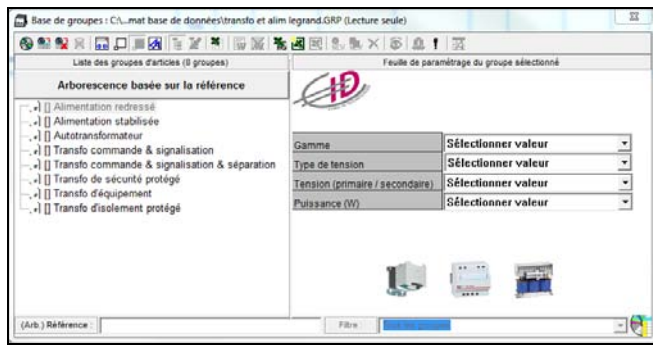 Base de groupes : C:\...mat base de données\transfo et alim legrand.GRP (Lecture seule)
Liste des groupes d'articles (0 groupes)
Feuille de paramétrage du groupe sélectionné
Arborescence basée sur la référence
[] Alimentation redressé
[] Alimentation stabilisée
[] Autotransformateur
[] Transfo commande & signalisation
[] Transfo commande & signalisation & séparation
[] Transfo de sécurité protégé
[] Transfo d'équipement
[] Transfo d'isolement protégé
ID
Gamme Sélectionner valeur
Type de tension Sélectionner valeur
Tension (primaire / secondaire) Sélectionner valeur
Puissance (W) Sélectionner valeur
(Arb.) Référence :
Filtre :